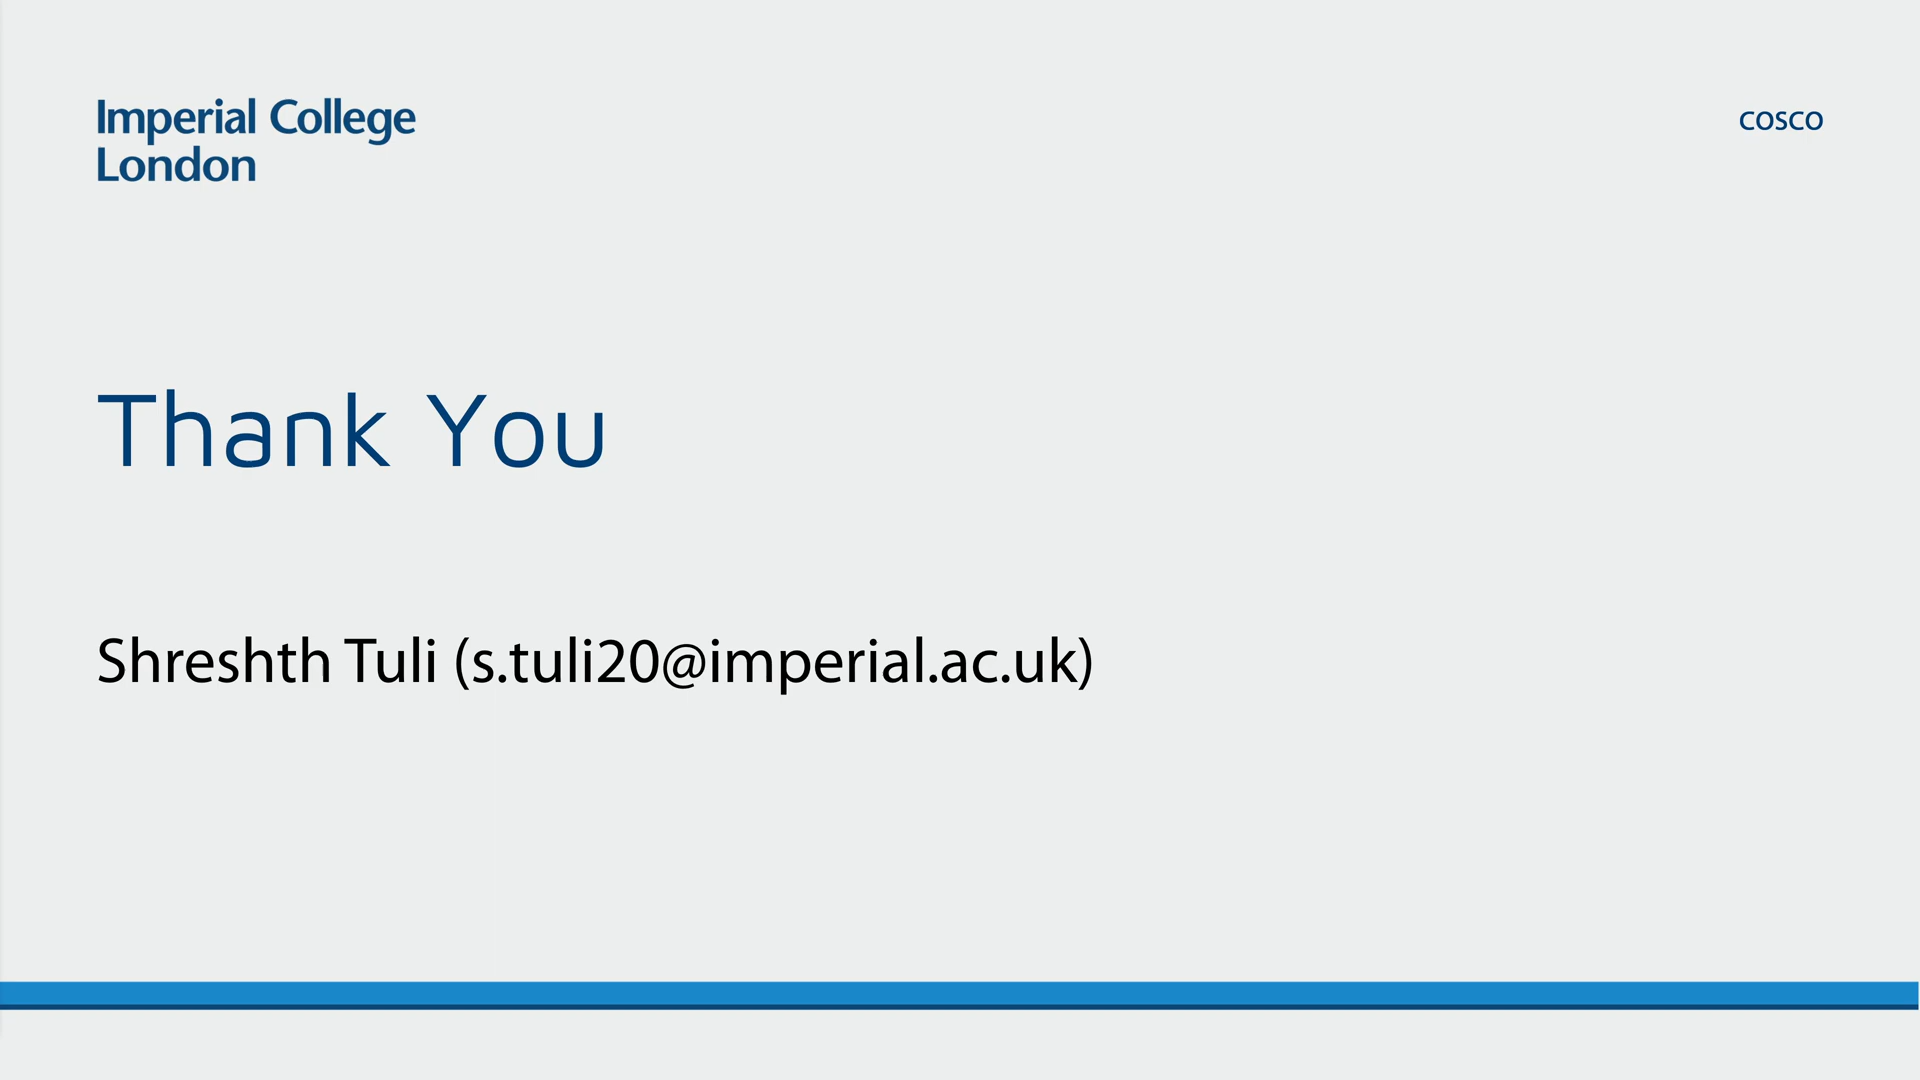 Imperial College
London
COSCO
Thank You
Shreshth Tuli (s.tuli20@imperial.ac.uk)